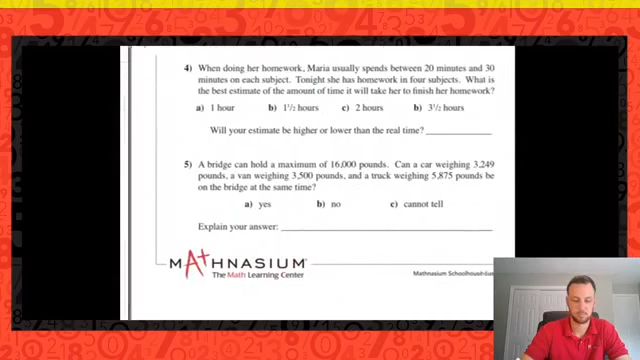 4) When doing her homework, Maria usually spends between 20 minutes and 30
minutes on each subject. Tonight she has homework in four subjects. What is
the best estimate of the amount of time it will take her to finish her homework?
a) 1 hour b) 1 1/2 hours c) 2 hours b) 3 1/2 hours
Will your estimate be higher or lower than the real time?
5) A bridge can hold a maximum of 16,000 pounds. Can a car weighing 3,249
pounds, a van weighing 3,500 pounds, and a truck weighing 5,875 pounds be
on the bridge at the same time?
a) yes b) no c) cannot tell
Explain your answer:
MATHNASIUM
The Math Learning Center
Mathnasium